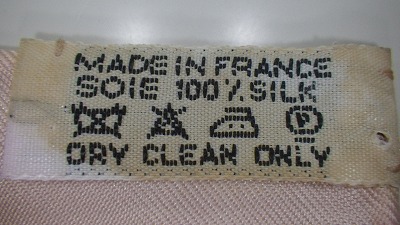 MADE IN FRANCE
SOIE 100% SILK
P
DRY CLEAN ONLY